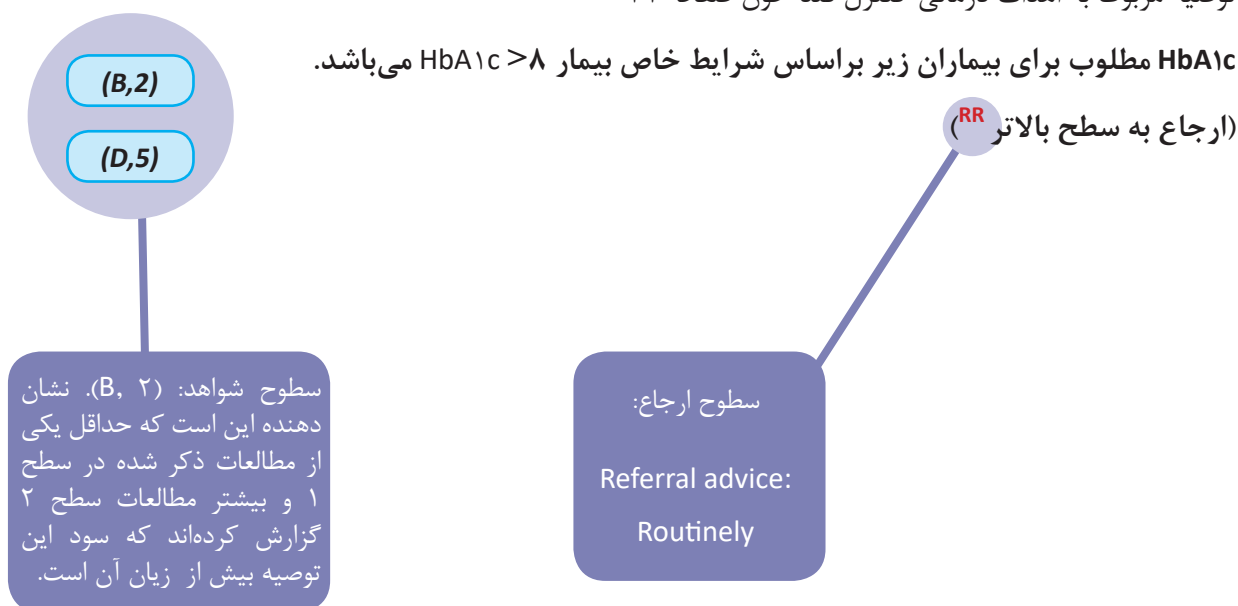 HbA1c مطلوب برای بیماران زیر براساس شرایط خاص بیمار HbA1c >۸ می‌باشد.
(ارجاع به سطح بالاتر RR)
(B,2)
(D,5)
سطوح شواهد: (B, ۲). نشان
دهنده این است که حداقل یکی
از مطالعات ذکر شده در سطح
۱ و بیشتر مطالعات سطح ۲
گزارش کرده‌اند که سود این
توصیه بیش از زیان آن است.
سطوح ارجاع:
Referral advice:
Routinely